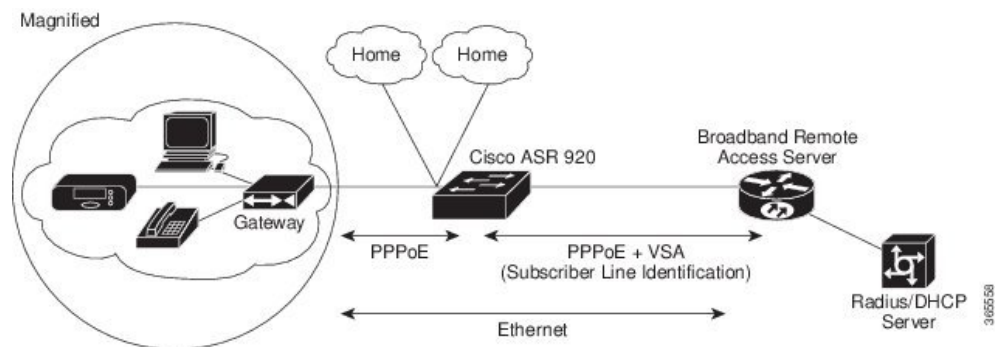 Magnified
Home
Home
Cisco ASR 920
Broadband Remote
Access Server
Gateway
PPPoE
PPPoE + VSA
(Subscriber Line Identification)
Ethernet
Radius/DHCP
Server
365558